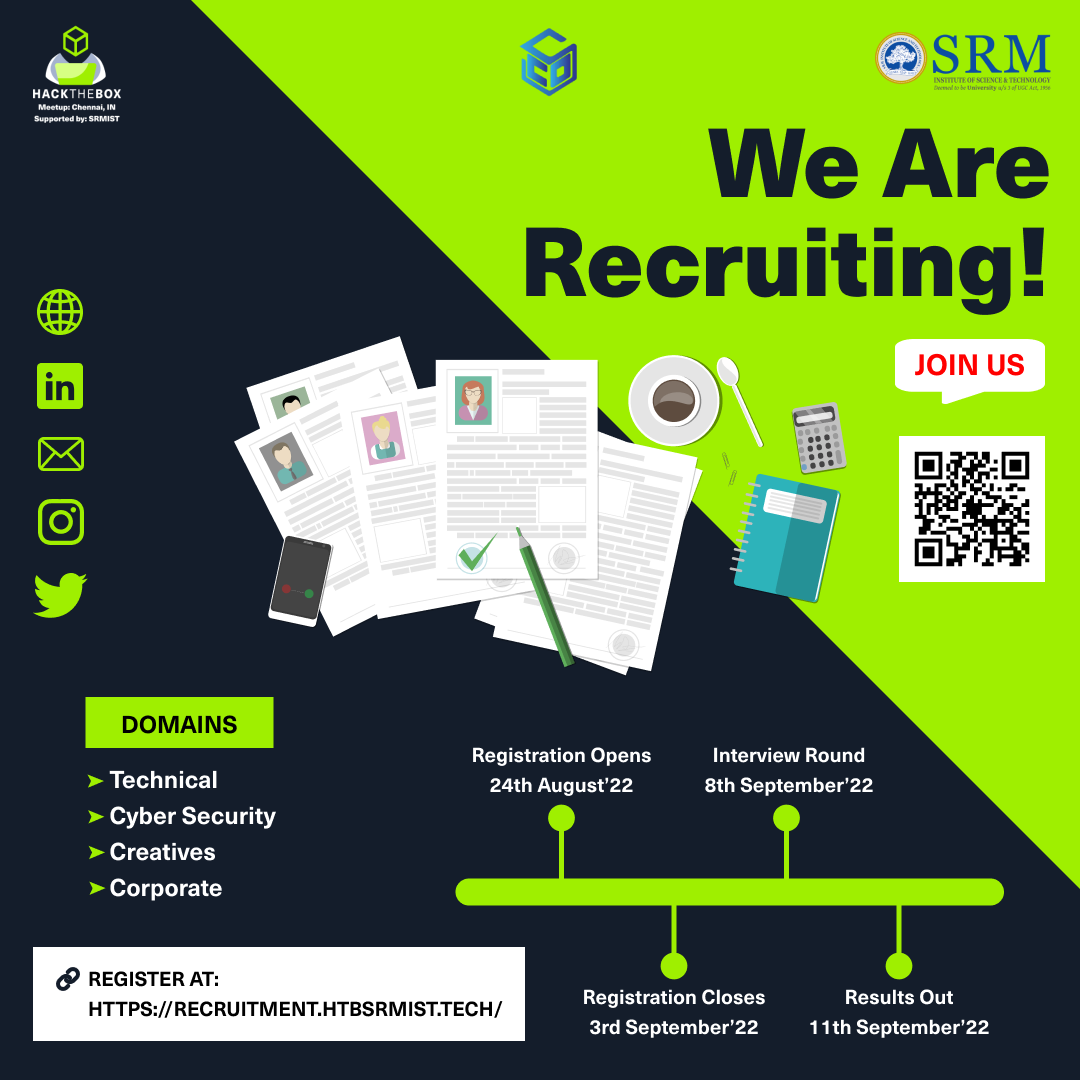 HACKTHEBOX
Meetup: Chennai, IN
Supported by: SRMIST
SRM
INSTITUTE OF SCIENCE & TECHNOLOGY
Deemed to be University u/s 3 of UGC Act, 1956
We Are
Recruiting!
JOIN US
in
DOMAINS
➤ Technical
➤ Cyber Security
➤ Creatives
➤ Corporate
Registration Opens
24th August’22
Interview Round
8th September’22
Registration Closes
3rd September’22
Results Out
11th September’22
REGISTER AT:
HTTPS://RECRUITMENT.HTBSRMIST.TECH/